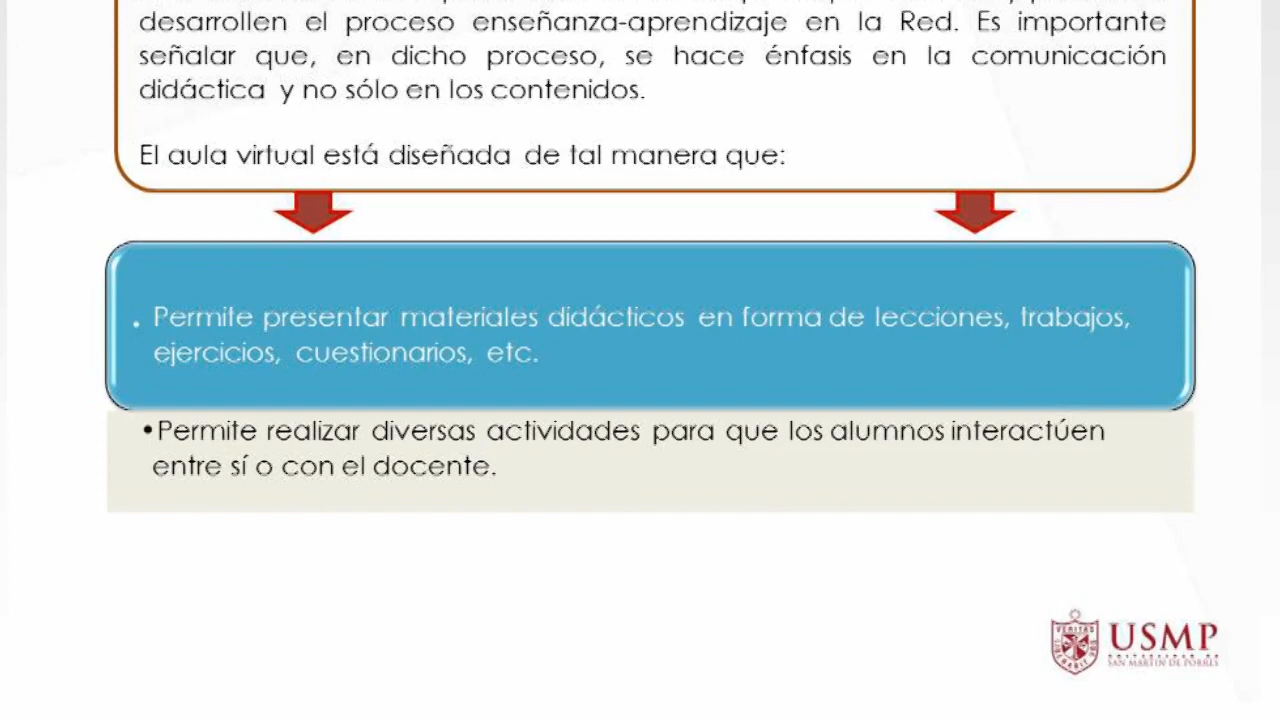 desarrollen el proceso enseñanza-aprendizaje en la Red. Es importante
señalar que, en dicho proceso, se hace énfasis en la comunicación
didáctica y no sólo en los contenidos.
El aula virtual está diseñada de tal manera que:
. Permite presentar materiales didácticos en forma de lecciones, trabajos,
ejercicios, cuestionarios, etc.
•Permite realizar diversas actividades para que los alumnos interactúen
entre sí o con el docente.
USMP
SAN MARTIN DE PORRES